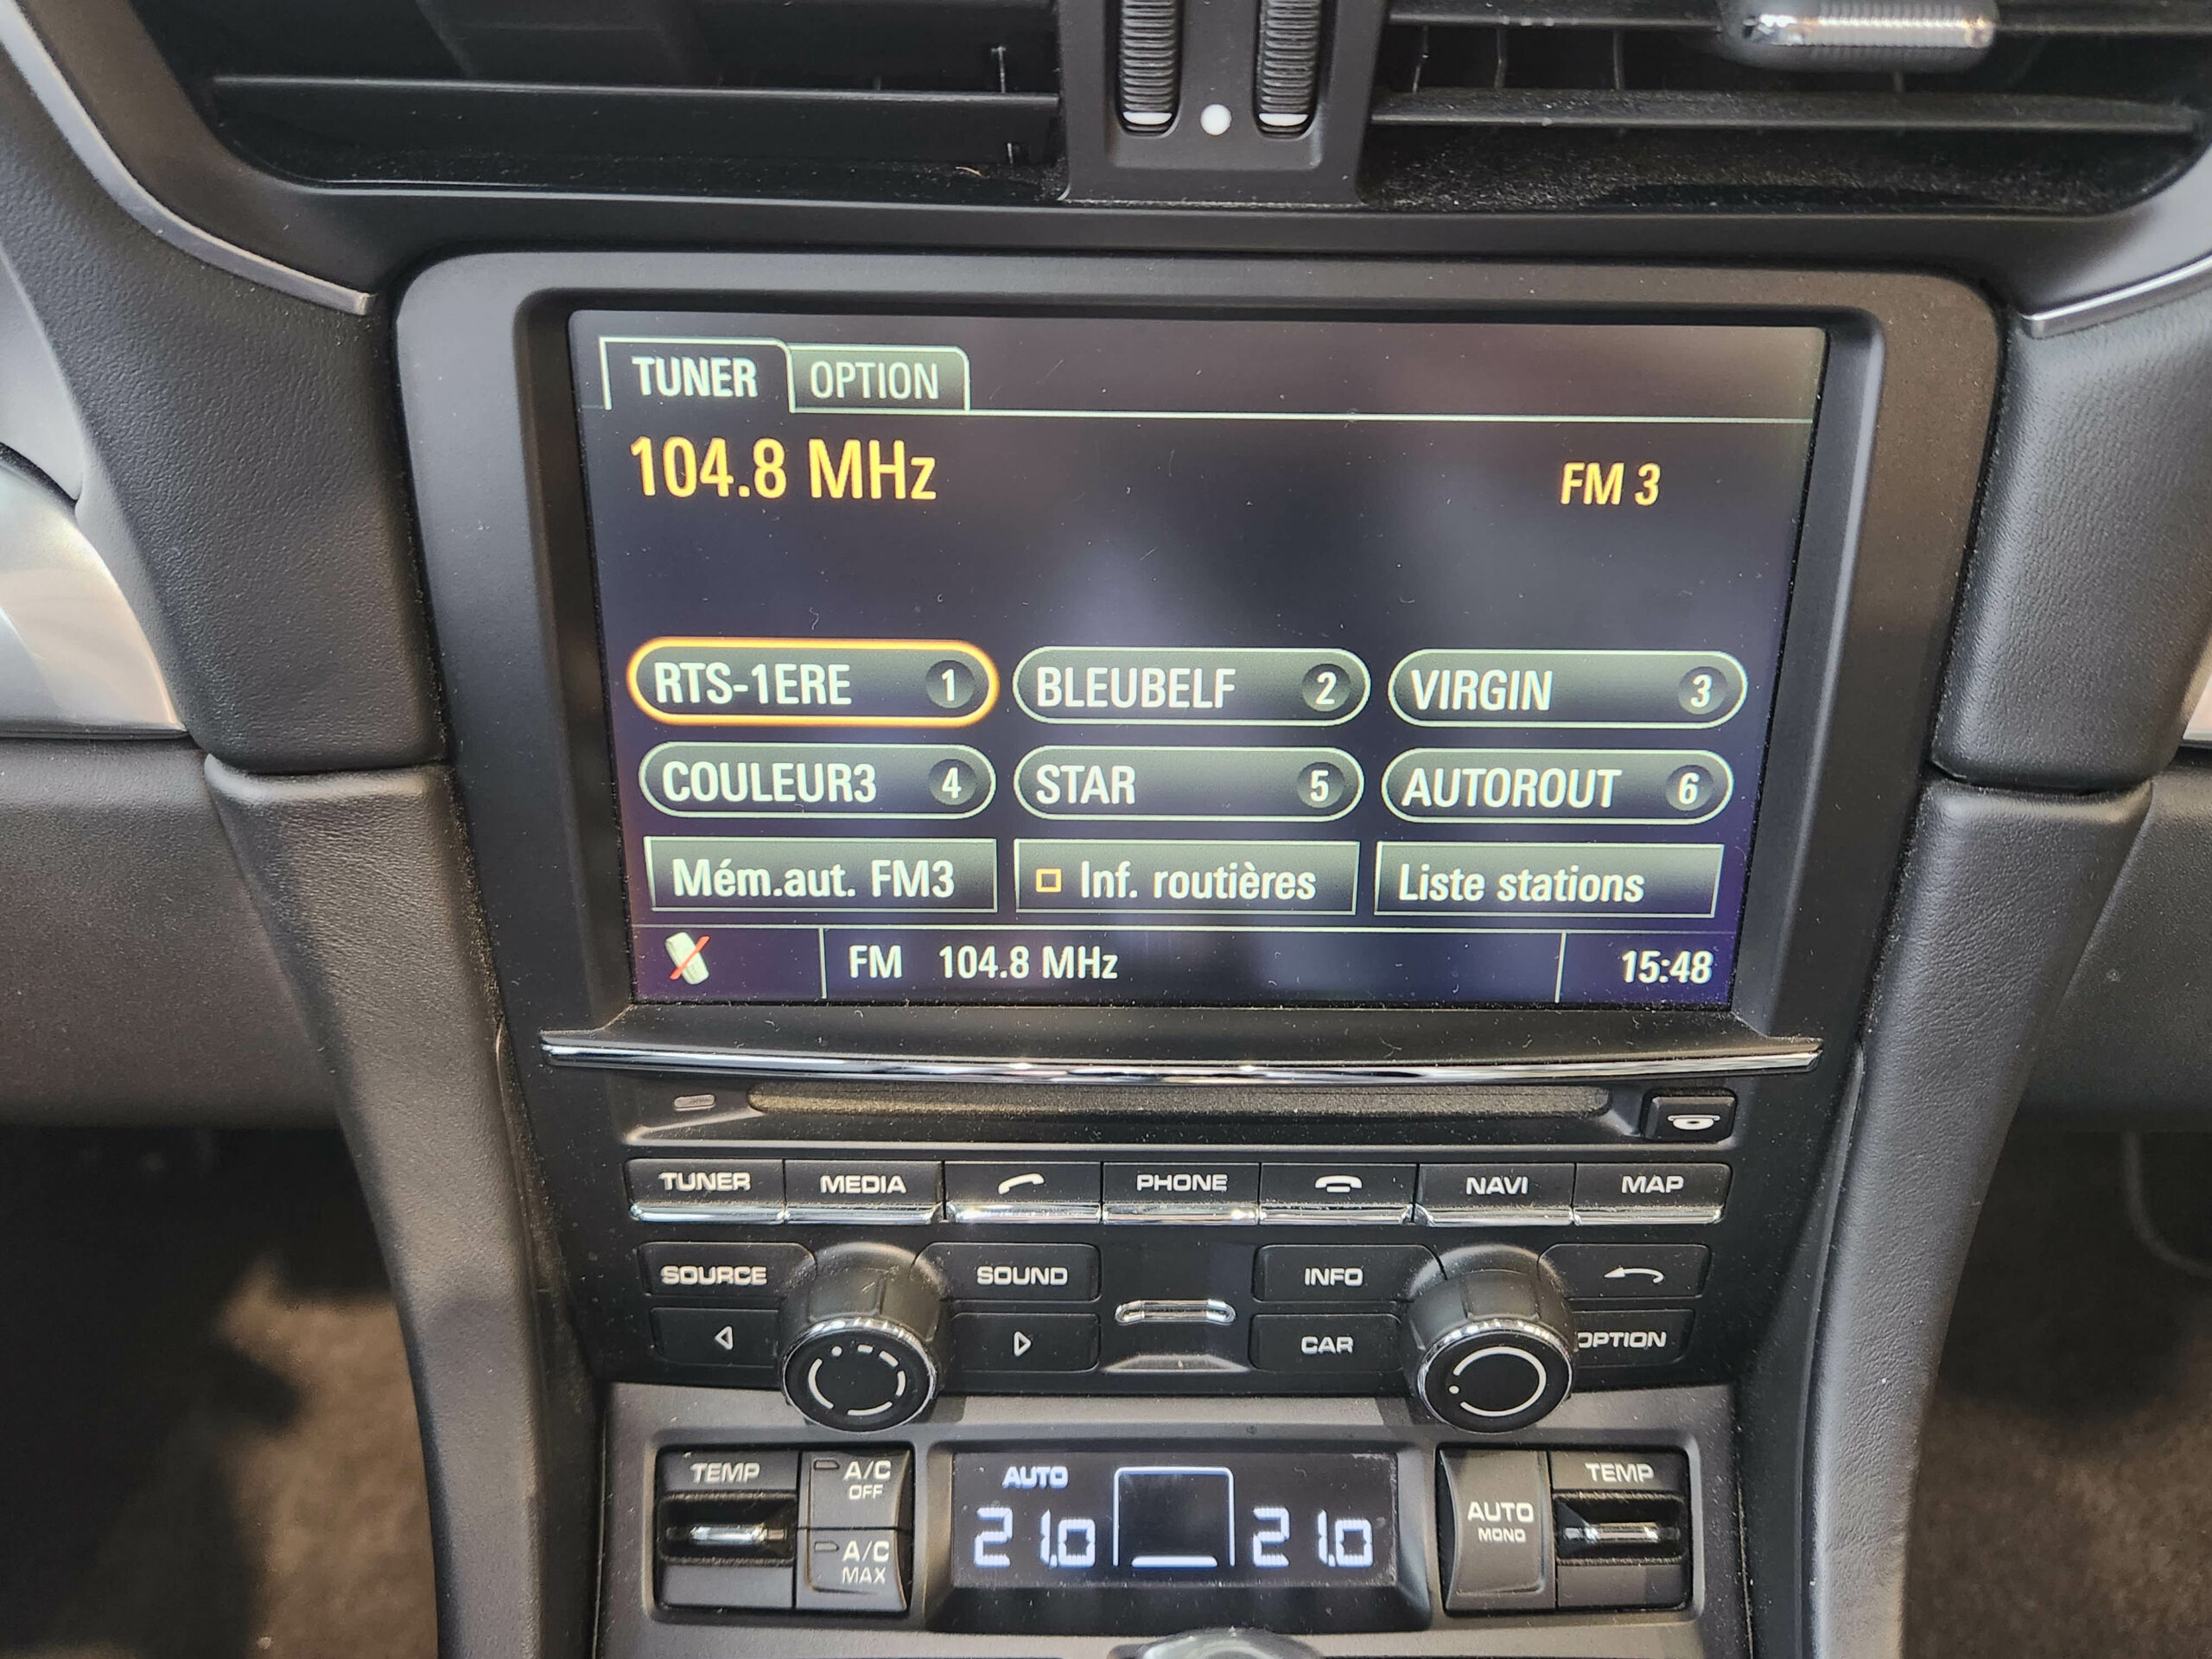 TUNER OPTION
104.8 MHz FM 3
RTS-1ERE 1 BLEUBELF 2 VIRGIN 3
COULEUR3 4 STAR 5 AUTOROUT 6
Mém.aut. FM3 Inf. routières Liste stations
FM 104.8 MHz 15:48
TUNER MEDIA PHONE NAVI MAP
SOURCE SOUND INFO
CAR OPTION
TEMP A/C OFF AUTO AUTO MONO TEMP
21.0 21.0
A/C MAX